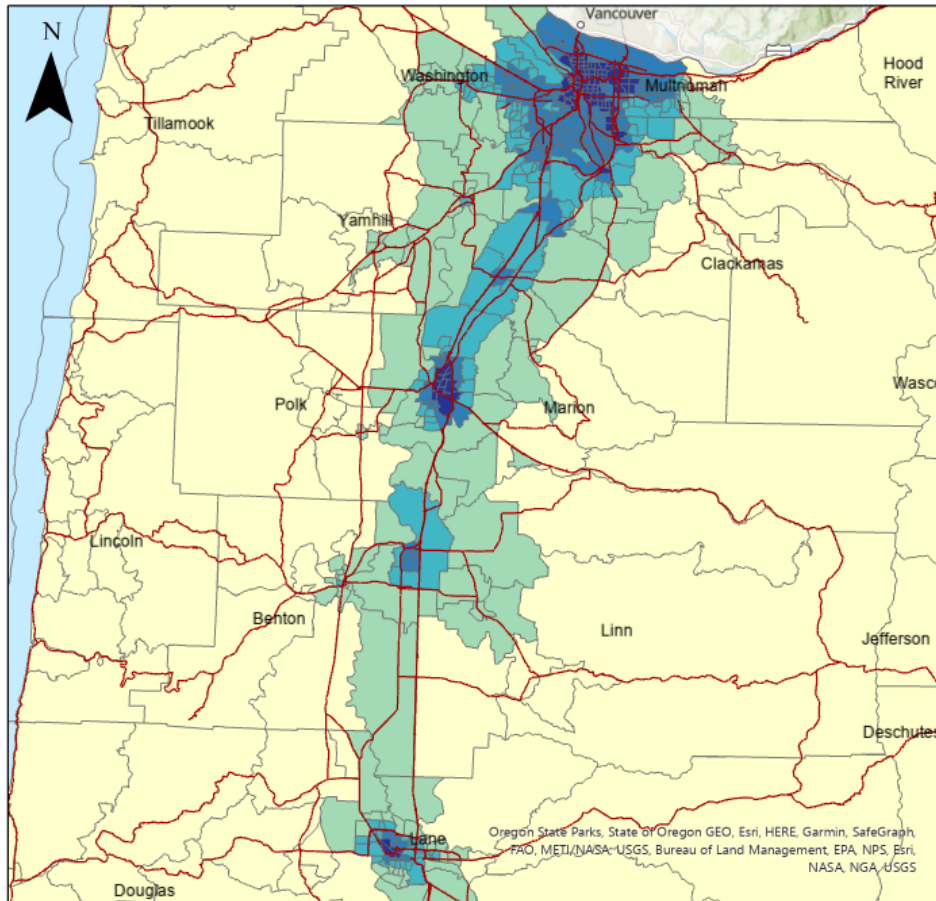 Vancouver
N
Washington
Multnomah
Hood
River
Tillamook
Yamhill
Clackamas
Wasco
Polk
Marion
Lincoln
Benton
Linn
Jefferson
Deschutes
Lane
Oregon State Parks, State of Oregon GEO, Esri, HERE, Garmin, SafeGraph,
FAO, METI/NASA, USGS, Bureau of Land Management, EPA, NPS, Esri,
NASA, NGA, USGS
Douglas